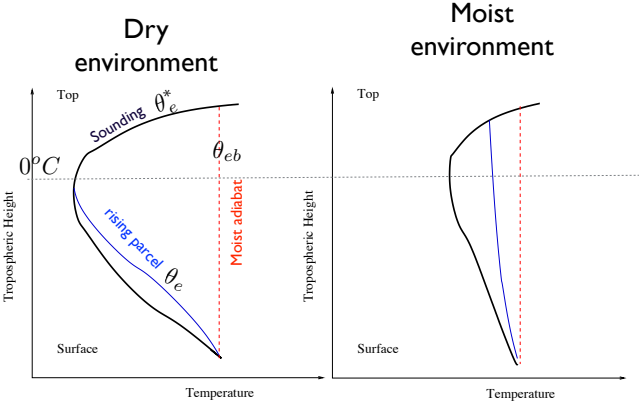 Dry
environment
Moist
environment
Top
Sounding θ*e
θeb
0°C
Tropospheric Height
rising parcel
θe
Moist adiabat
Surface
Temperature
Top
Tropospheric Height
Surface
Temperature